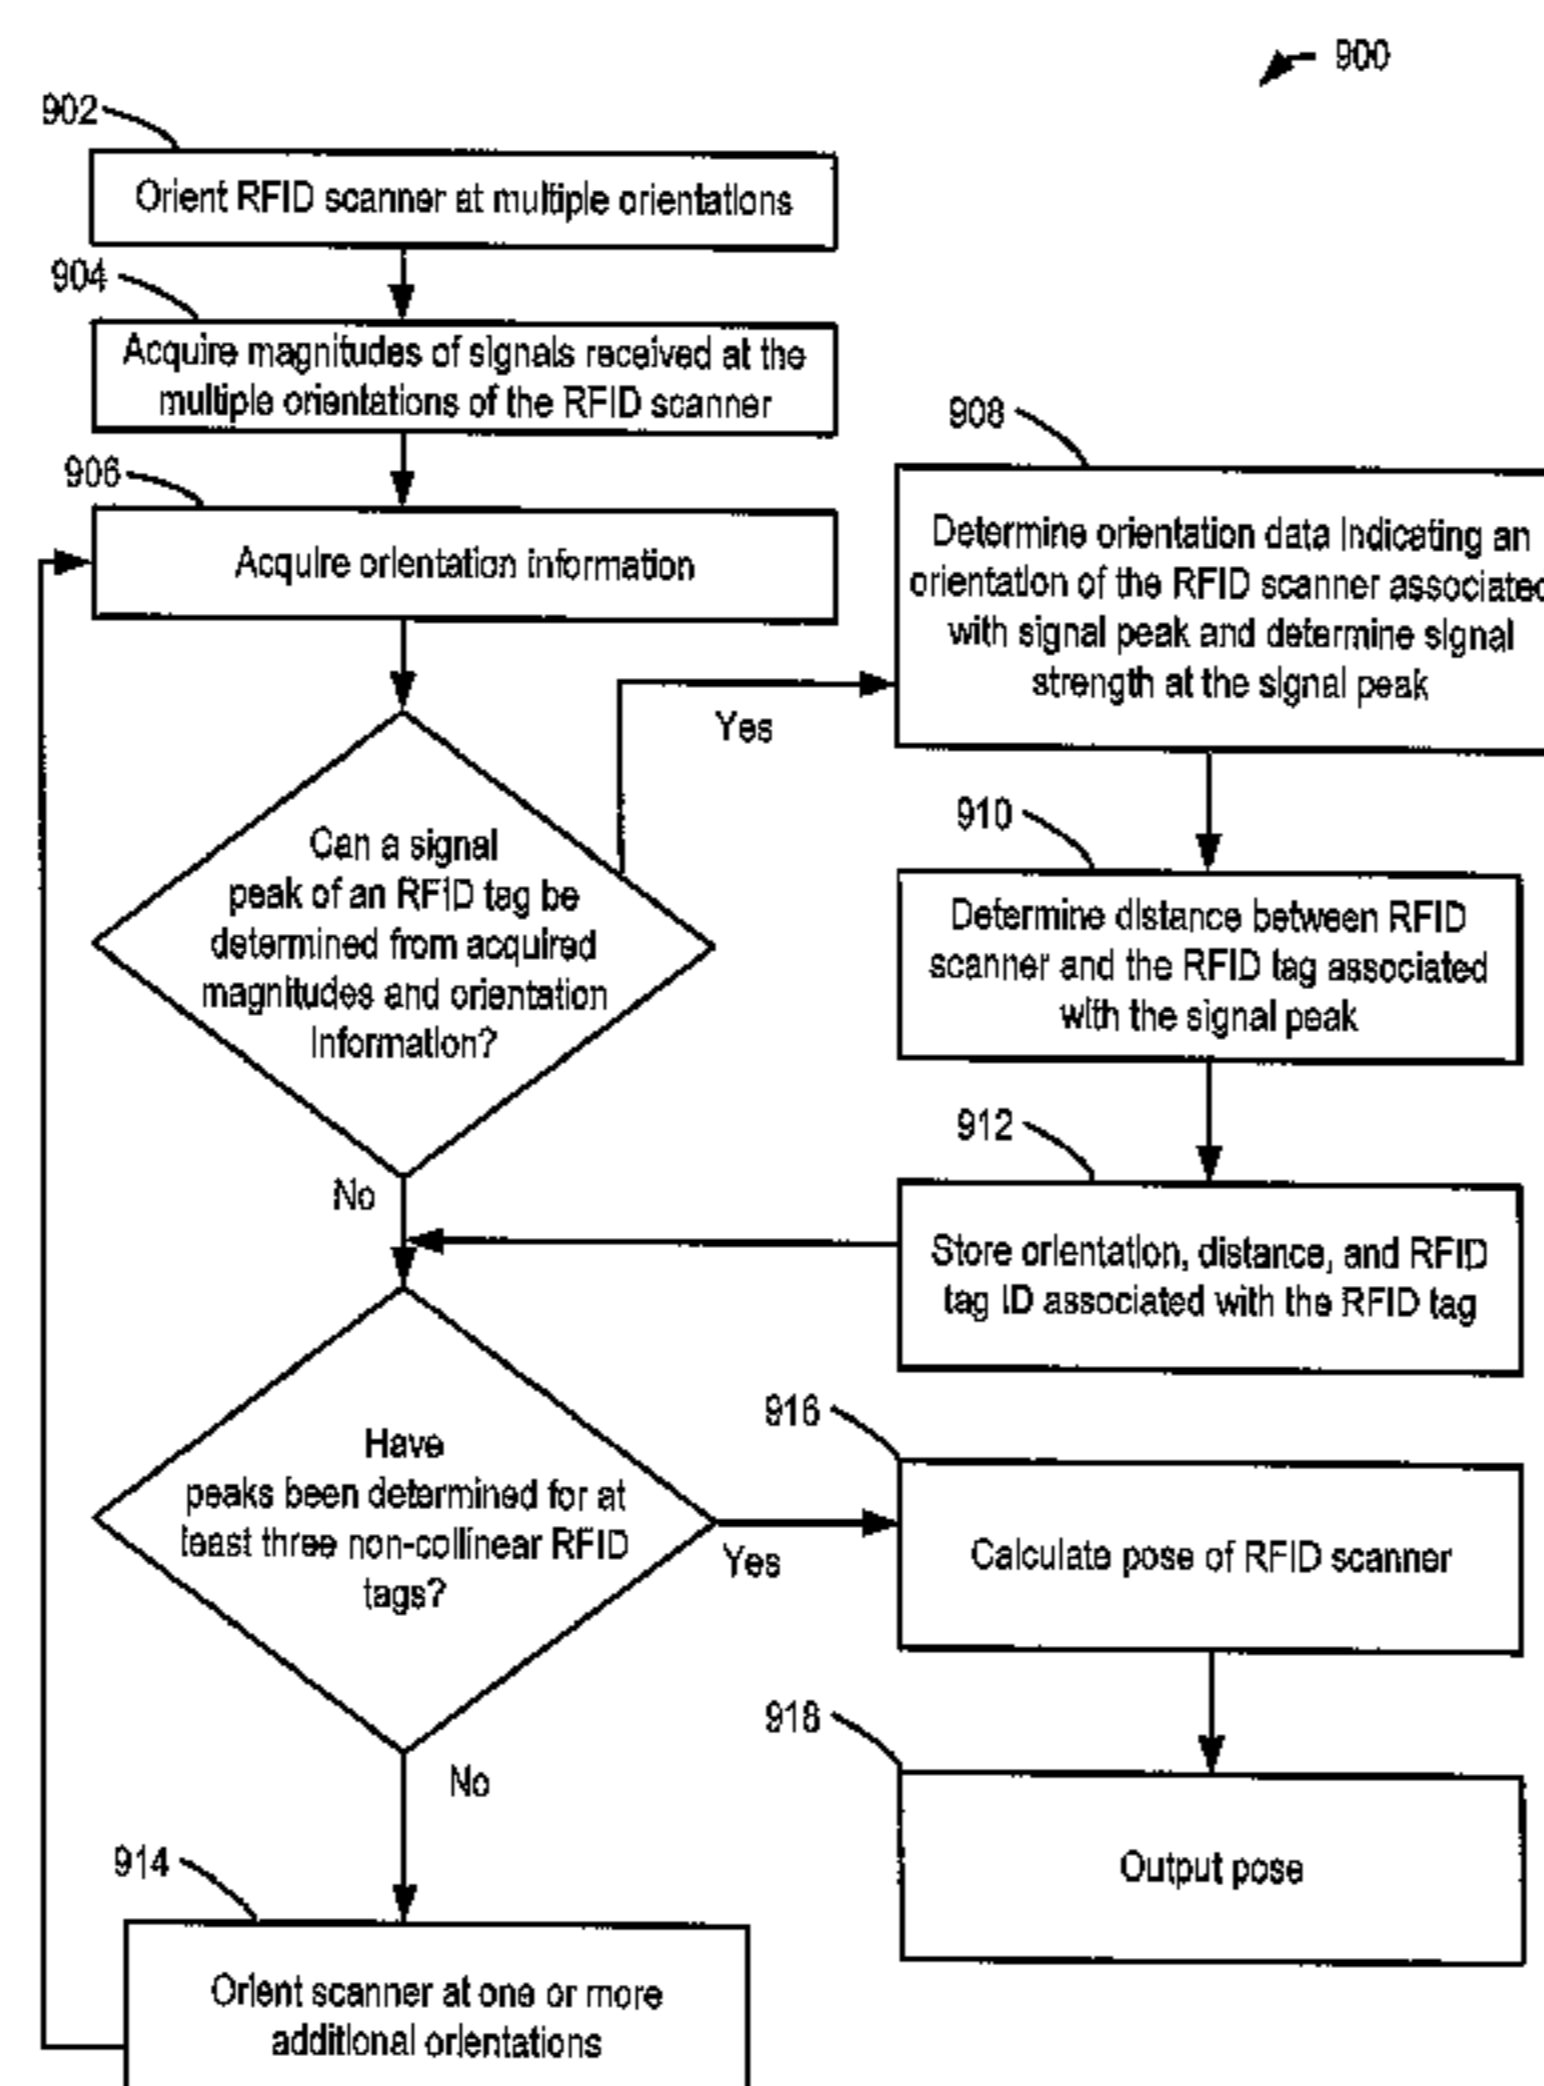 900
902
Orient RFID scanner at multiple orientations
904
Acquire magnitudes of signals received at the
multiple orientations of the RFID scanner
906
Acquire orientation information
908
Determine orientation data indicating an
orientation of the RFID scanner associated
with signal peak and determine signal
strength at the signal peak
Yes
Can a signal
peak of an RFID tag be
determined from acquired
magnitudes and orientation
information?
910
Determine distance between RFID
scanner and the RFID tag associated
with the signal peak
No
912
Store orientation, distance, and RFID
tag ID associated with the RFID tag
Have
peaks been determined for at
least three non-collinear RFID
tags?
Yes
916
Calculate pose of RFID scanner
No
918
Output pose
914
Orient scanner at one or more
additional orientations